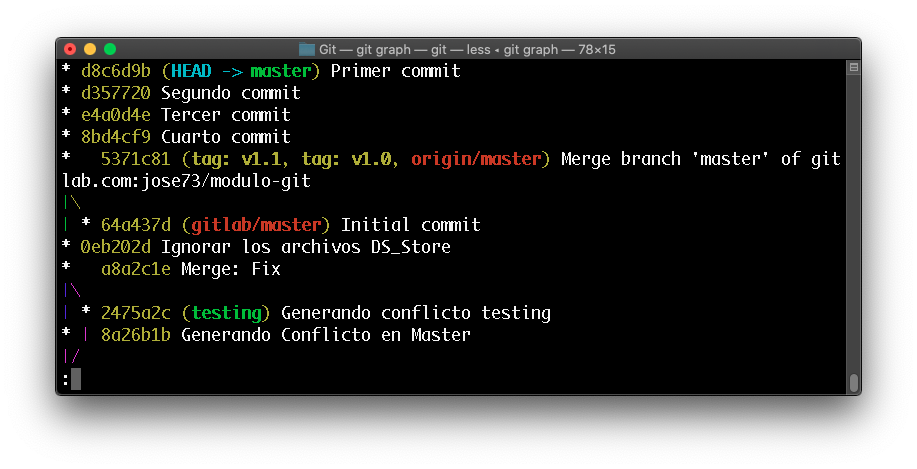 Git — git graph — git — less ◂ git graph — 78×15
* d8c6d9b (HEAD -> master) Primer commit
* d357720 Segundo commit
* e4a0d4e Tercer commit
* 8bd4cf9 Cuarto commit
*   5371c81 (tag: v1.1, tag: v1.0, origin/master) Merge branch 'master' of git
lab.com:jose73/modulo-git
|\
| * 64a437d (gitlab/master) Initial commit
* 0eb202d Ignorar los archivos DS_Store
*   a8a2c1e Merge: Fix
|\
| * 2475a2c (testing) Generando conflicto testing
* | 8a26b1b Generando Conflicto en Master
|/
: